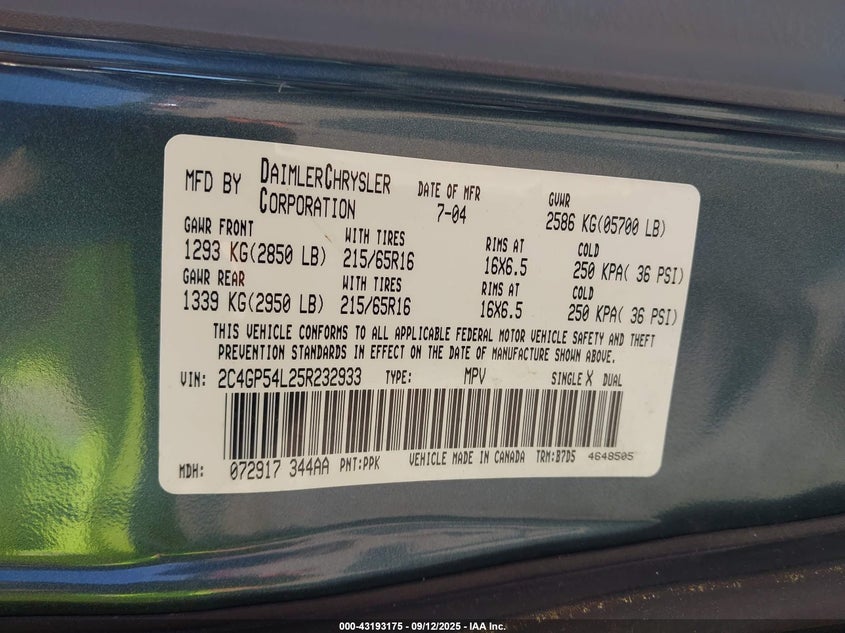 MFD BY DAIMLERCHRYSLER CORPORATION DATE OF MFR 7-04 GVWR 2586 KG(05700 LB)
GAWR FRONT WITH TIRES RIMS AT COLD
1293 KG(2850 LB) 215/65R16 16X6.5 250 KPA( 36 PSI)
GAWR REAR WITH TIRES RIMS AT COLD
1339 KG(2950 LB) 215/65R16 16X6.5 250 KPA( 36 PSI)
THIS VEHICLE CONFORMS TO ALL APPLICABLE FEDERAL MOTOR VEHICLE SAFETY AND THEFT
PREVENTION STANDARDS IN EFFECT ON THE DATE OF MANUFACTURE SHOWN ABOVE.
VIN: 2C4GP54L25R232933 TYPE: MPV SINGLE X DUAL
MDH: 072917 344AA PNT:PPK VEHICLE MADE IN CANADA TRM:B7D5 4648505
000-43193175 - 09/12/2025 - IAA Inc.